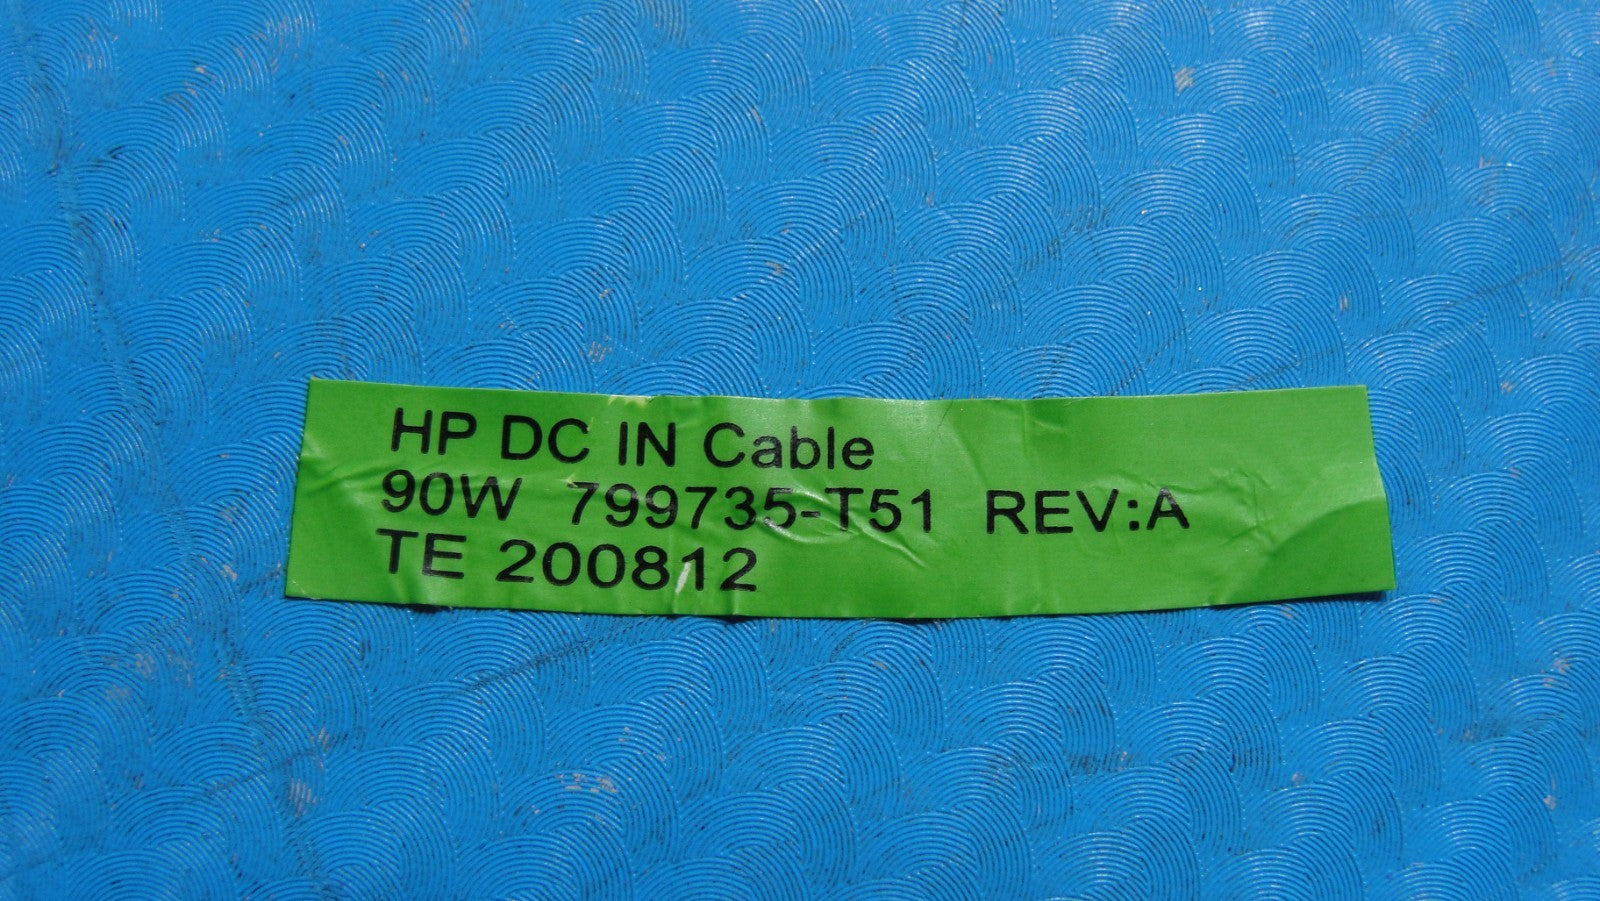 HP DC IN Cable
90W 799735-T51 REV:A
TE 200812